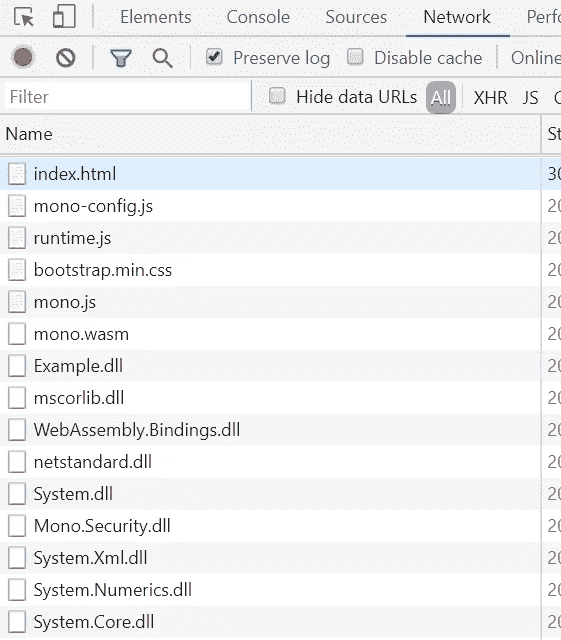 Elements Console Sources Network Perfo
Preserve log Disable cache Online
Filter Hide data URLs All XHR JS
Name St
index.html 30
mono-config.js 20
runtime.js 20
bootstrap.min.css 20
mono.js 20
mono.wasm 20
Example.dll 20
mscorlib.dll 20
WebAssembly.Bindings.dll 20
netstandard.dll 20
System.dll 20
Mono.Security.dll 20
System.Xml.dll 20
System.Numerics.dll 20
System.Core.dll 20